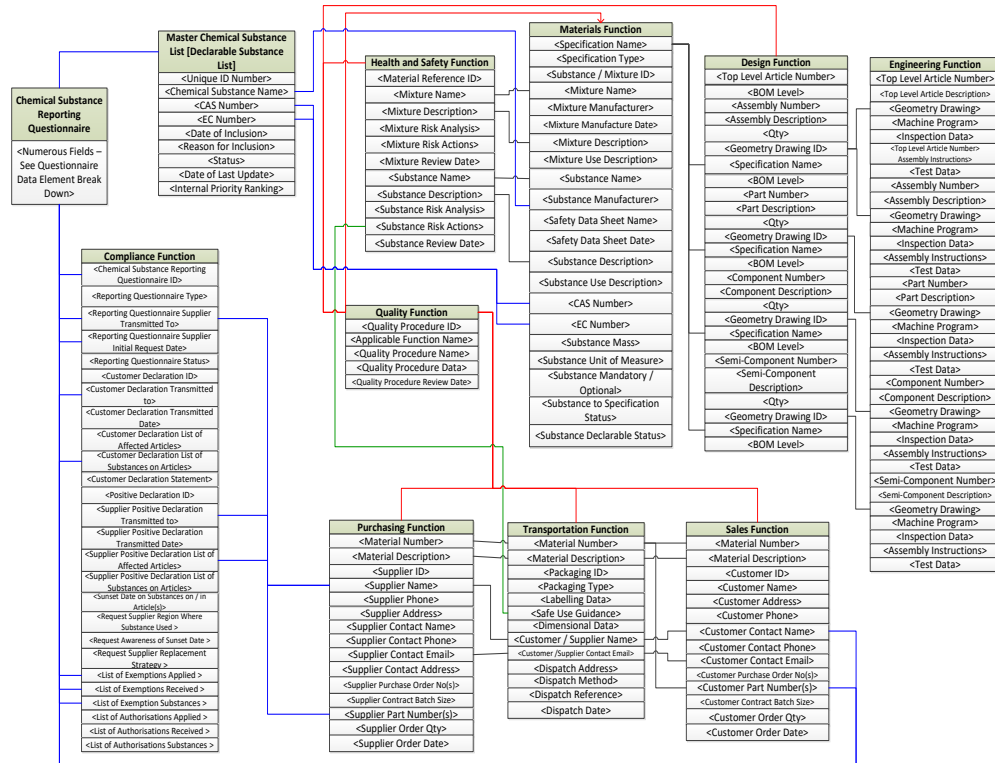 Chemical Substance
Reporting
Questionnaire
<Numerous Fields –
See Questionnaire
Data Element Break
Down>
Master Chemical Substance
List [Declarable Substance
List]
<Unique ID Number>
<Chemical Substance Name>
<CAS Number>
<EC Number>
<Date of Inclusion>
<Reason for Inclusion>
<Status>
<Date of Last Update>
<Internal Priority Ranking>
Health and Safety Function
<Material Reference ID>
<Mixture Name>
<Mixture Description>
<Mixture Risk Analysis>
<Mixture Risk Actions>
<Mixture Review Date>
<Substance Name>
<Substance Description>
<Substance Risk Analysis>
<Substance Risk Actions>
<Substance Review Date>
Materials Function
<Specification Name>
<Specification Type>
<Substance / Mixture ID>
<Mixture Name>
<Mixture Manufacturer>
<Mixture Manufacture Date>
<Mixture Description>
<Mixture Use Description>
<Substance Name>
<Substance Manufacturer>
<Safety Data Sheet Name>
<Safety Data Sheet Date>
<Substance Description>
<Substance Use Description>
<CAS Number>
<EC Number>
<Substance Mass>
<Substance Unit of Measure>
<Substance Mandatory /
Optional>
<Substance to Specification
Status>
<Substance Declarable Status>
Design Function
<Top Level Article Number>
<BOM Level>
<Assembly Number>
<Assembly Description>
<Qty>
<Geometry Drawing ID>
<Specification Name>
<BOM Level>
<Part Number>
<Part Description>
<Qty>
<Geometry Drawing ID>
<Specification Name>
<BOM Level>
<Component Number>
<Component Description>
<Qty>
<Geometry Drawing ID>
<Specification Name>
<BOM Level>
<Semi-Component Number>
<Semi-Component
Description>
<Qty>
<Geometry Drawing ID>
<Specification Name>
<BOM Level>
Engineering Function
<Top Level Article Number>
<Top Level Article Description>
<Geometry Drawing>
<Machine Program>
<Inspection Data>
<Top Level Article Number>
Assembly Instructions>
<Test Data>
<Assembly Number>
<Assembly Description>
<Geometry Drawing>
<Machine Program>
<Inspection Data>
<Assembly Instructions>
<Test Data>
<Part Number>
<Part Description>
<Geometry Drawing>
<Machine Program>
<Inspection Data>
<Assembly Instructions>
<Test Data>
<Component Number>
<Component Description>
<Geometry Drawing>
<Machine Program>
<Inspection Data>
<Assembly Instructions>
<Test Data>
<Semi-Component Number>
<Semi-Component Description>
<Geometry Drawing>
<Machine Program>
<Inspection Data>
<Assembly Instructions>
<Test Data>
Compliance Function
<Chemical Substance Reporting
Questionnaire ID>
<Reporting Questionnaire Type>
<Reporting Questionnaire Supplier
Transmitted To>
<Reporting Questionnaire Supplier
Initial Request Date>
<Reporting Questionnaire Status>
<Customer Declaration ID>
<Customer Declaration Transmitted
to>
<Customer Declaration Transmitted
Date>
<Customer Declaration List of
Affected Articles>
<Customer Declaration List of
Substances on Articles>
<Customer Declaration Statement>
<Positive Declaration ID>
<Supplier Positive Declaration
Transmitted to>
<Supplier Positive Declaration
Transmitted Date>
<Supplier Positive Declaration List of
Affected Articles>
<Supplier Positive Declaration List of
Substances on Articles>
<Sunset Date on Substances on / in
Article(s)>
<Request Supplier Region Where
Substance Used >
<Request Awareness of Sunset Date >
<Request Supplier Replacement
Strategy >
<List of Exemptions Applied >
<List of Exemptions Received >
<List of Exemption Substances >
<List of Authorisations Applied >
<List of Authorisations Received >
<List of Authorisations Substances >
Quality Function
<Quality Procedure ID>
<Applicable Function Name>
<Quality Procedure Name>
<Quality Procedure Data>
<Quality Procedure Review Date>
Purchasing Function
<Material Number>
<Material Description>
<Supplier ID>
<Supplier Name>
<Supplier Phone>
<Supplier Address>
<Supplier Contact Name>
<Supplier Contact Phone>
<Supplier Contact Email>
<Supplier Contact Address>
<Supplier Purchase Order No(s)>
<Supplier Contract Batch Size>
<Supplier Part Number(s)>
<Supplier Order Qty>
<Supplier Order Date>
Transportation Function
<Material Number>
<Material Description>
<Packaging ID>
<Packaging Type>
<Labelling Data>
<Safe Use Guidance>
<Dimensional Data>
<Customer / Supplier Name>
<Customer /Supplier Contact Email>
<Dispatch Address>
<Dispatch Method>
<Dispatch Reference>
<Dispatch Date>
Sales Function
<Material Number>
<Material Description>
<Customer ID>
<Customer Name>
<Customer Address>
<Customer Phone>
<Customer Contact Name>
<Customer Contact Phone>
<Customer Contact Email>
<Customer Purchase Order No(s)>
<Customer Part Number(s)>
<Customer Contract Batch Size>
<Customer Order Qty>
<Customer Order Date>